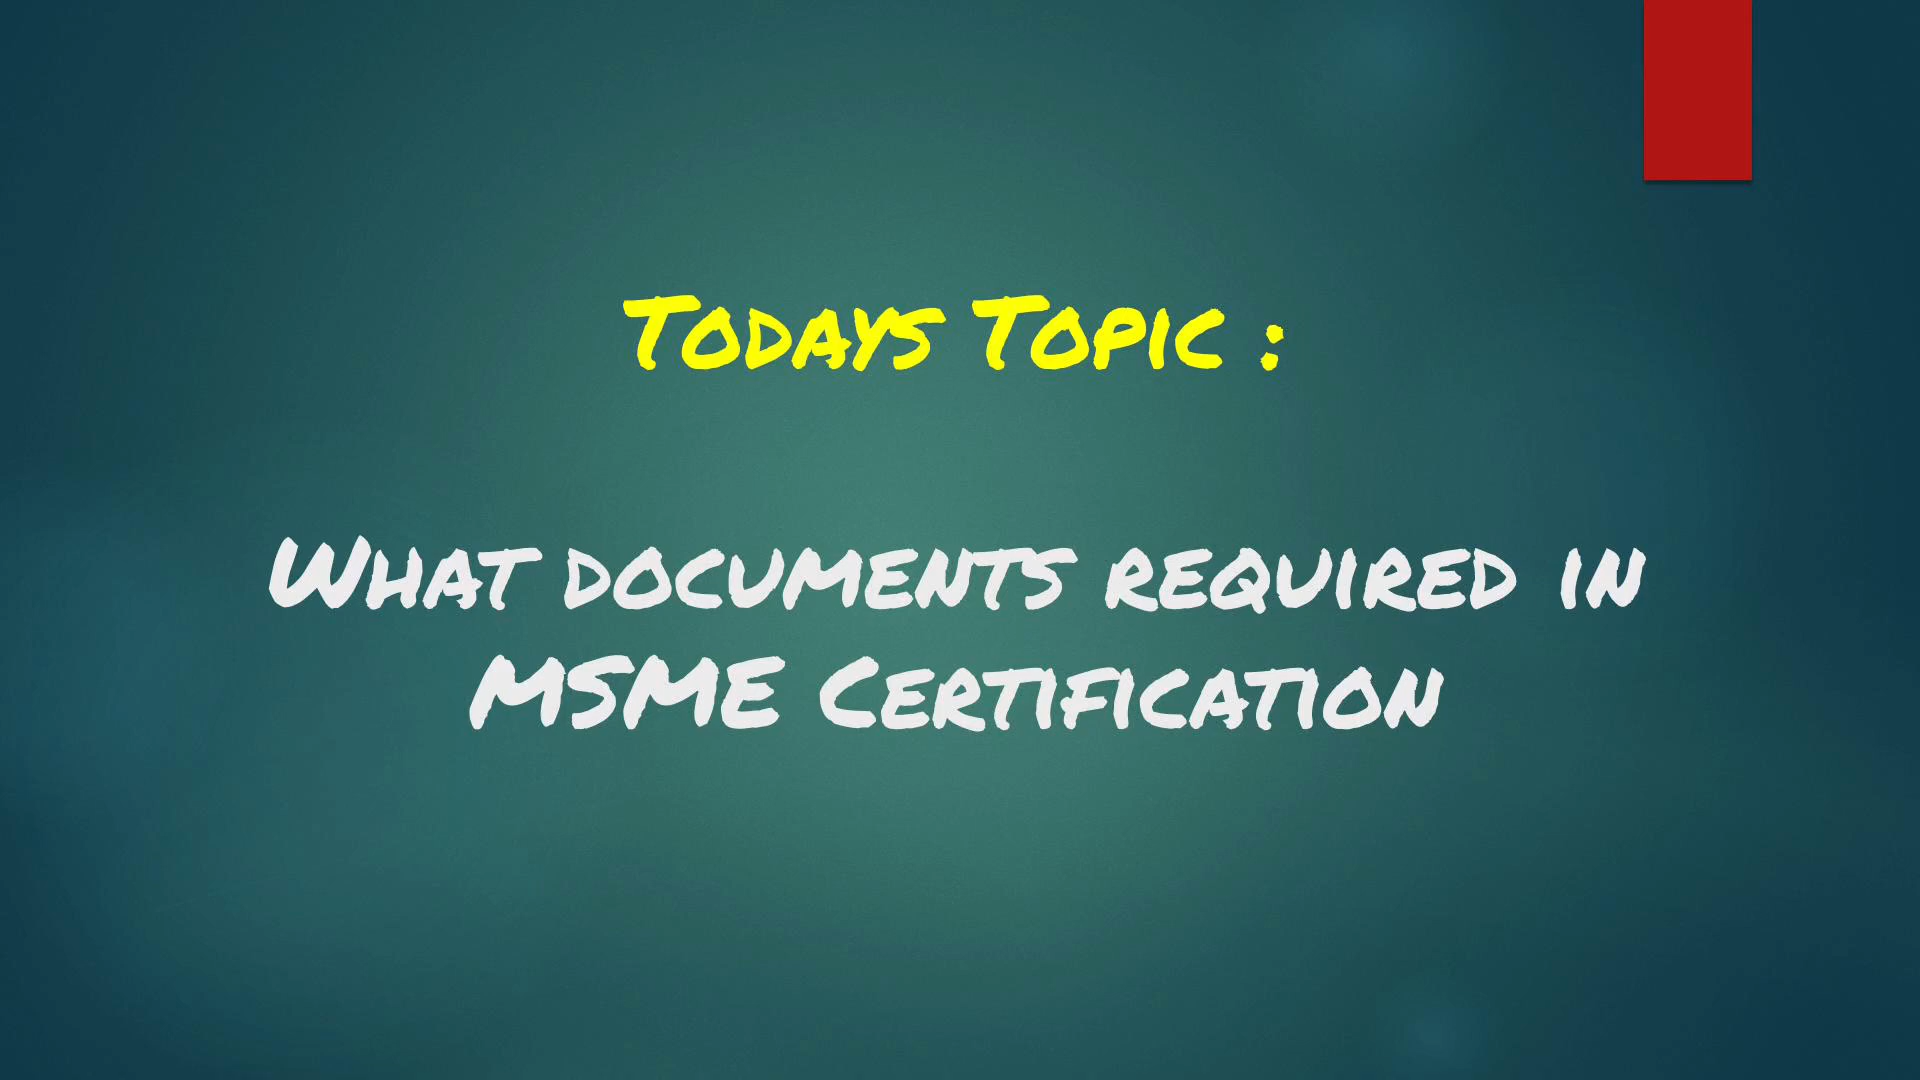 Todays Topic :
What documents required in
MSME Certification